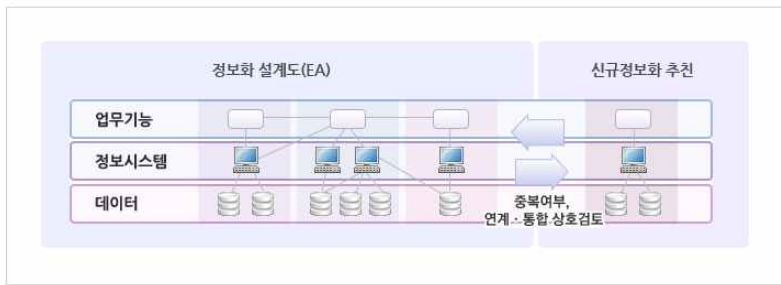 정보화 설계도(EA)
신규정보화 추진
업무기능
정보시스템
데이터
중복여부,
연계·통합 상호검토